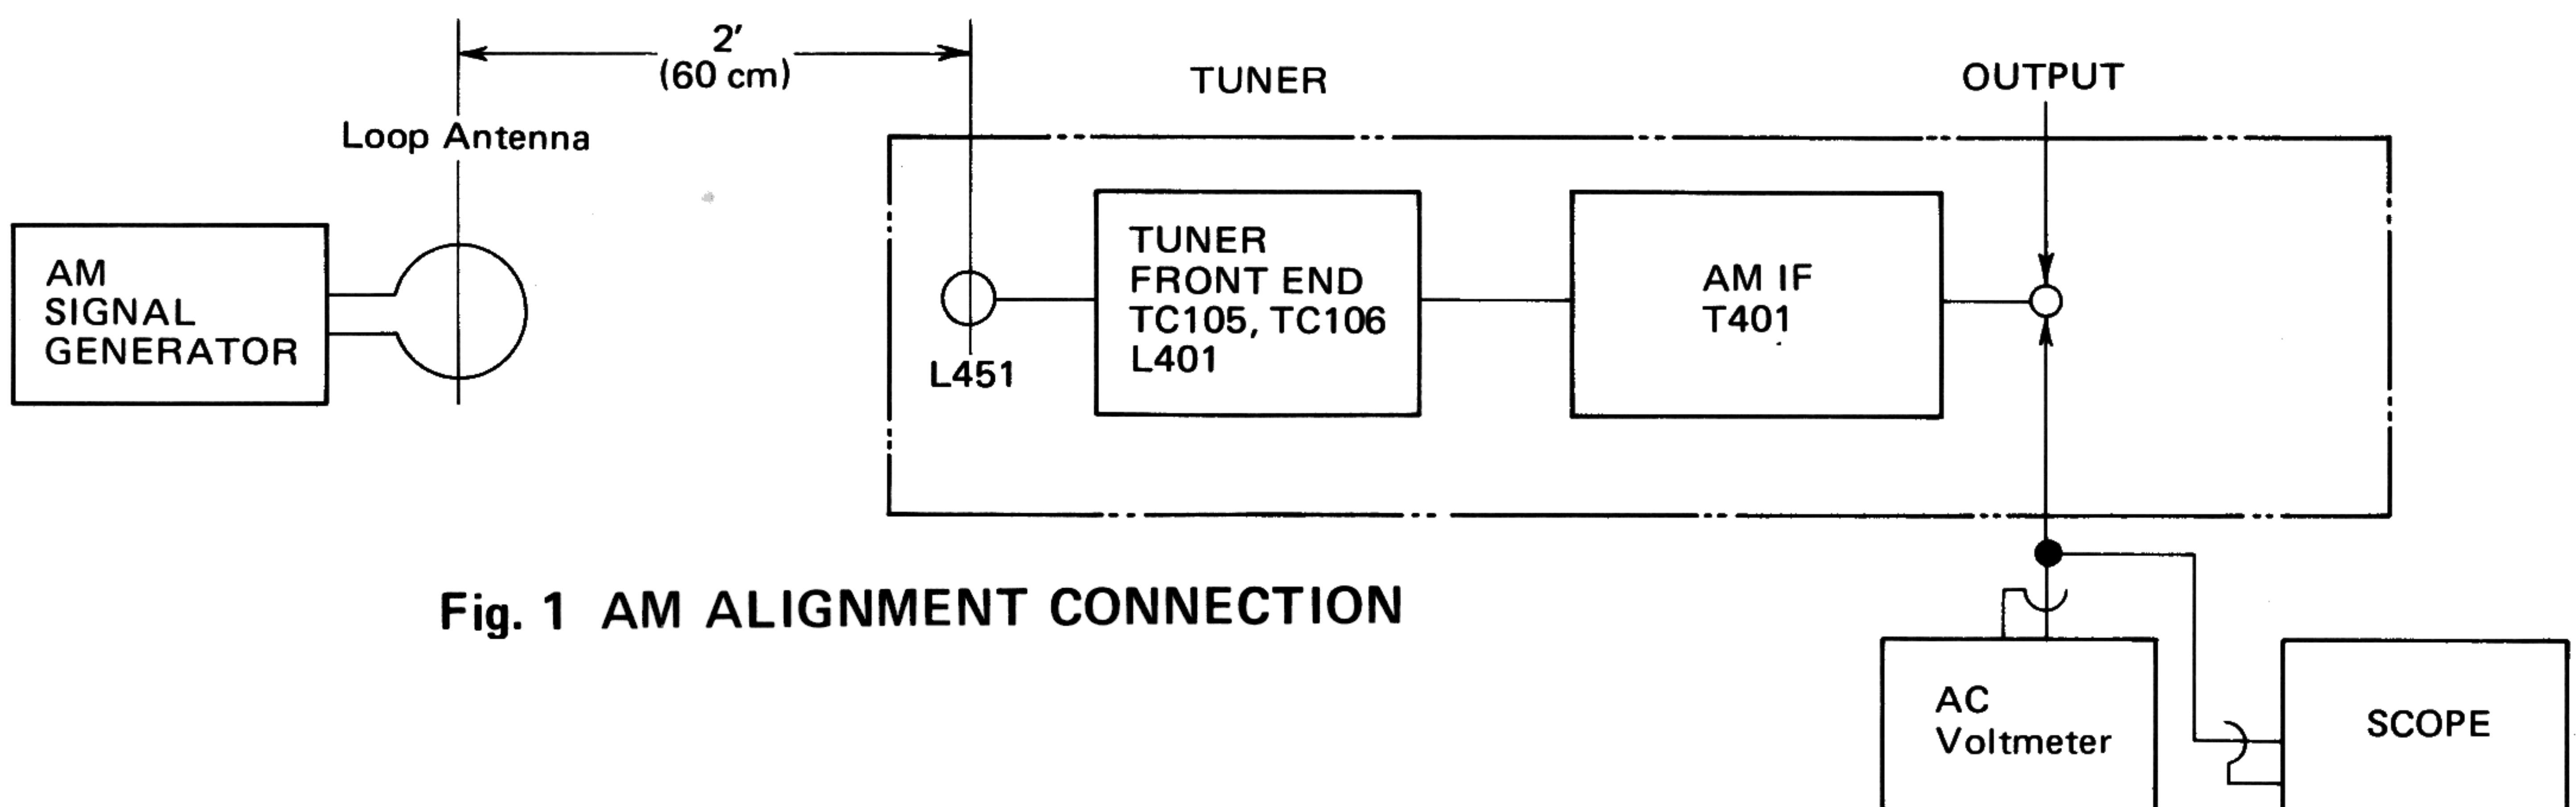 2'
(60 cm)
TUNER
OUTPUT
Loop Antenna
AM
SIGNAL
GENERATOR
L451
TUNER
FRONT END
TC105, TC106
L401
AM IF
T401
Fig. 1 AM ALIGNMENT CONNECTION
AC
Voltmeter
SCOPE